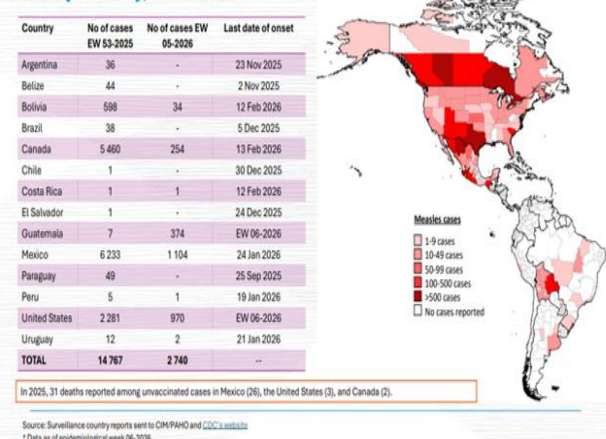 Country No of cases EW 53-2025 No of cases EW 05-2026 Last date of onset
Argentina 36 - 23 Nov 2025
Belize 44 - 2 Nov 2025
Bolivia 598 34 12 Feb 2026
Brazil 38 - 5 Dec 2025
Canada 5 460 254 13 Feb 2026
Chile 1 - 30 Dec 2025
Costa Rica 1 1 12 Feb 2026
El Salvador 1 - 24 Dec 2025
Guatemala 7 374 EW 06-2026
Mexico 6 233 1 104 24 Jan 2026
Paraguay 49 - 25 Sep 2025
Peru 5 1 19 Jan 2026
United States 2 281 970 EW 06-2026
Uruguay 12 2 21 Jan 2026
TOTAL 14 767 2 740 --
Measles cases
1-9 cases
10-49 cases
50-99 cases
100-500 cases
>500 cases
No cases reported
In 2025, 31 deaths reported among unvaccinated cases in Mexico (26), the United States (3), and Canada (2).
Source: Surveillance country reports sent to CIM/PAHO and CDC's website
* Data as of epidemiological week 06-2026